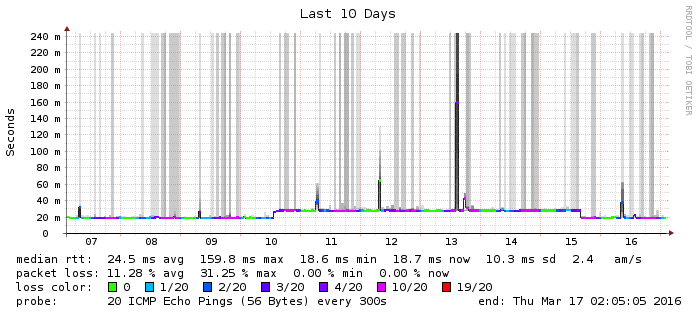 Last 10 Days
RRDTOOL / TOBI OETIKER
Seconds
240 m
220 m
200 m
180 m
160 m
140 m
120 m
100 m
80 m
60 m
40 m
20 m
0
07 08 09 10 11 12 13 14 15 16
median rtt: 24.5 ms avg 159.8 ms max 18.6 ms min 18.7 ms now 10.3 ms sd 2.4 am/s
packet loss: 11.28 % avg 31.25 % max 0.00 % min 0.00 % now
loss color: 0 1/20 2/20 3/20 4/20 10/20 19/20
probe: 20 ICMP Echo Pings (56 Bytes) every 300s end: Thu Mar 17 02:05:05 2016